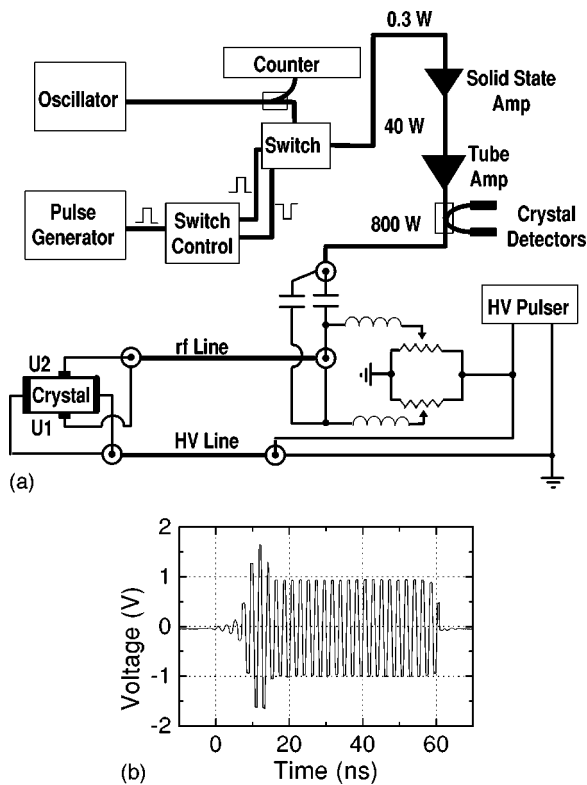 0.3 W
Counter
Oscillator
Solid State
Amp
40 W
Switch
Tube
Amp
Pulse
Generator
Switch
Control
800 W
Crystal
Detectors
HV Pulser
U2
rf Line
Crystal
U1
HV Line
(a)
2
1
0
-1
-2
Voltage (V)
0
20
40
60
Time (ns)
(b)